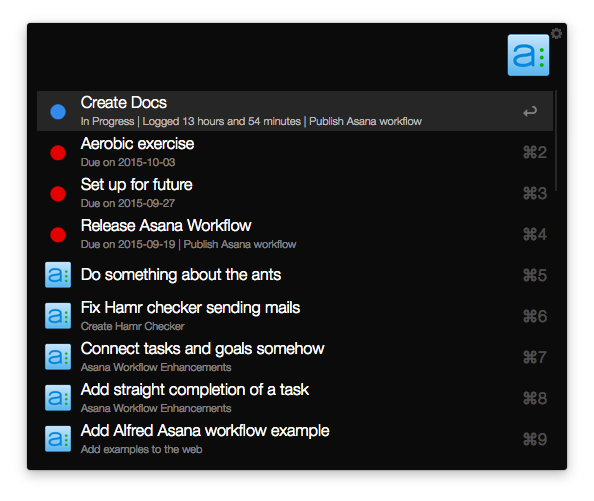 a:
Create Docs
In Progress | Logged 13 hours and 54 minutes | Publish Asana workflow
Aerobic exercise
Due on 2015-10-03
⌘2
Set up for future
Due on 2015-09-27
⌘3
Release Asana Workflow
Due on 2015-09-19 | Publish Asana workflow
⌘4
a:
Do something about the ants
⌘5
a:
Fix Hamr checker sending mails
Create Hamr Checker
⌘6
a:
Connect tasks and goals somehow
Asana Workflow Enhancements
⌘7
a:
Add straight completion of a task
Asana Workflow Enhancements
⌘8
a:
Add Alfred Asana workflow example
Add examples to the web
⌘9